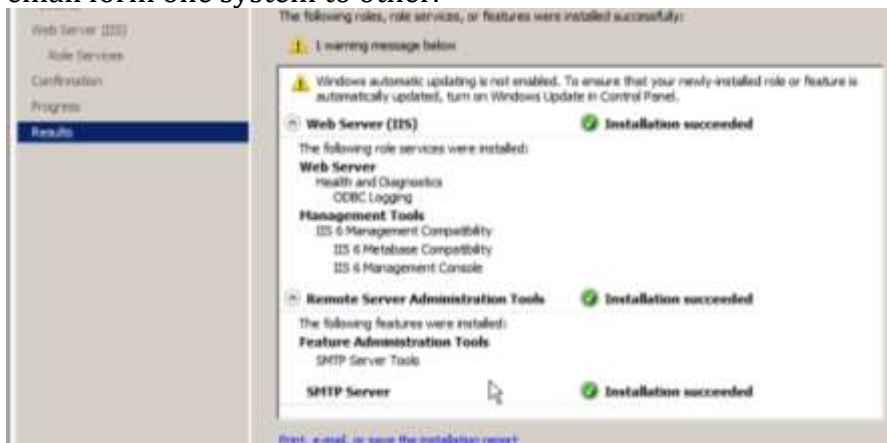 email form one system to other.
Web Server (IIS)
Role Services
Confirmation
Progress
Results
The following roles, role services, or features were installed successfully:
1 warning message below
Windows automatic updating is not enabled. To ensure that your newly-installed role or feature is
automatically updated, turn on Windows Update in Control Panel.
Web Server (IIS) Installation succeeded
The following role services were installed:
Web Server
Health and Diagnostics
ODBC Logging
Management Tools
IIS 6 Management Compatibility
IIS 6 Metabase Compatibility
IIS 6 Management Console
Remote Server Administration Tools Installation succeeded
The following features were installed:
Feature Administration Tools
SMTP Server Tools
SMTP Server Installation succeeded
Print, e-mail, or save the installation report